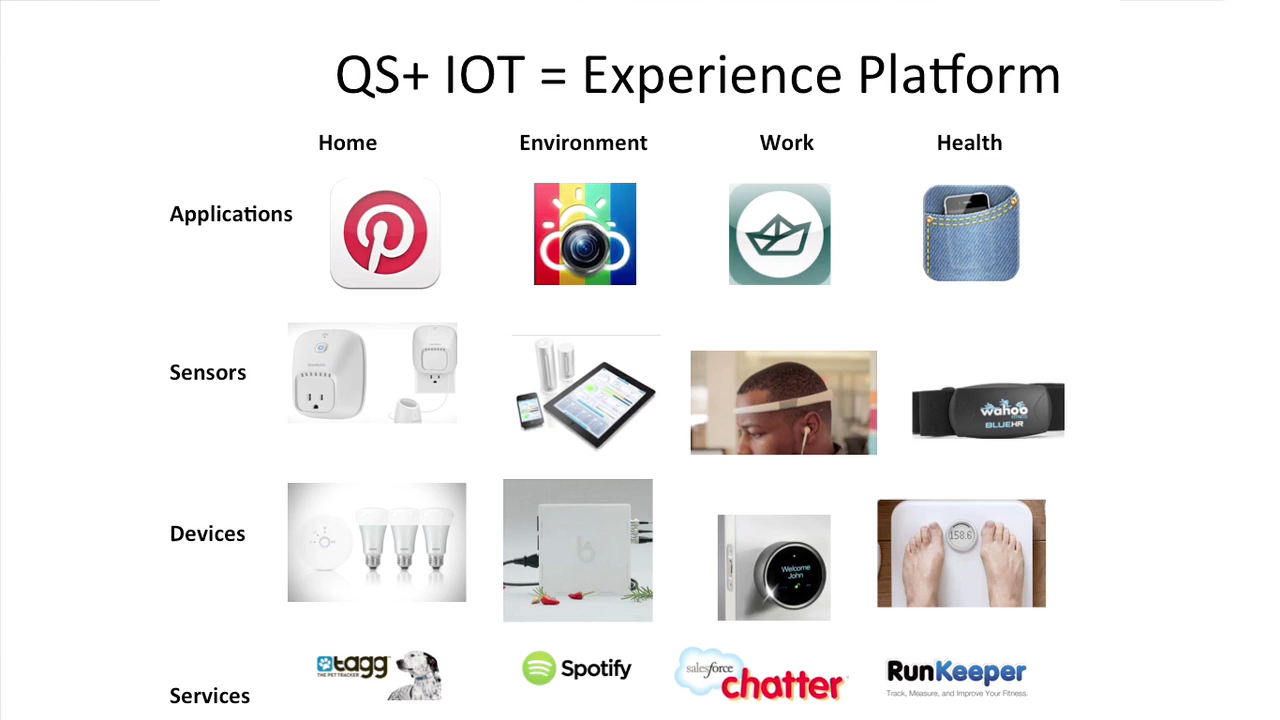 QS+ IOT = Experience Platform
Home Environment Work Health
Applications
Sensors
wahoo
FITNESS
BLUEHR
Devices
Welcome
John
158.6
tagg
THE PET TRACKER
Spotify
salesforce
chatter
RunKeeper
Track, Measure, and Improve Your Fitness.
Services